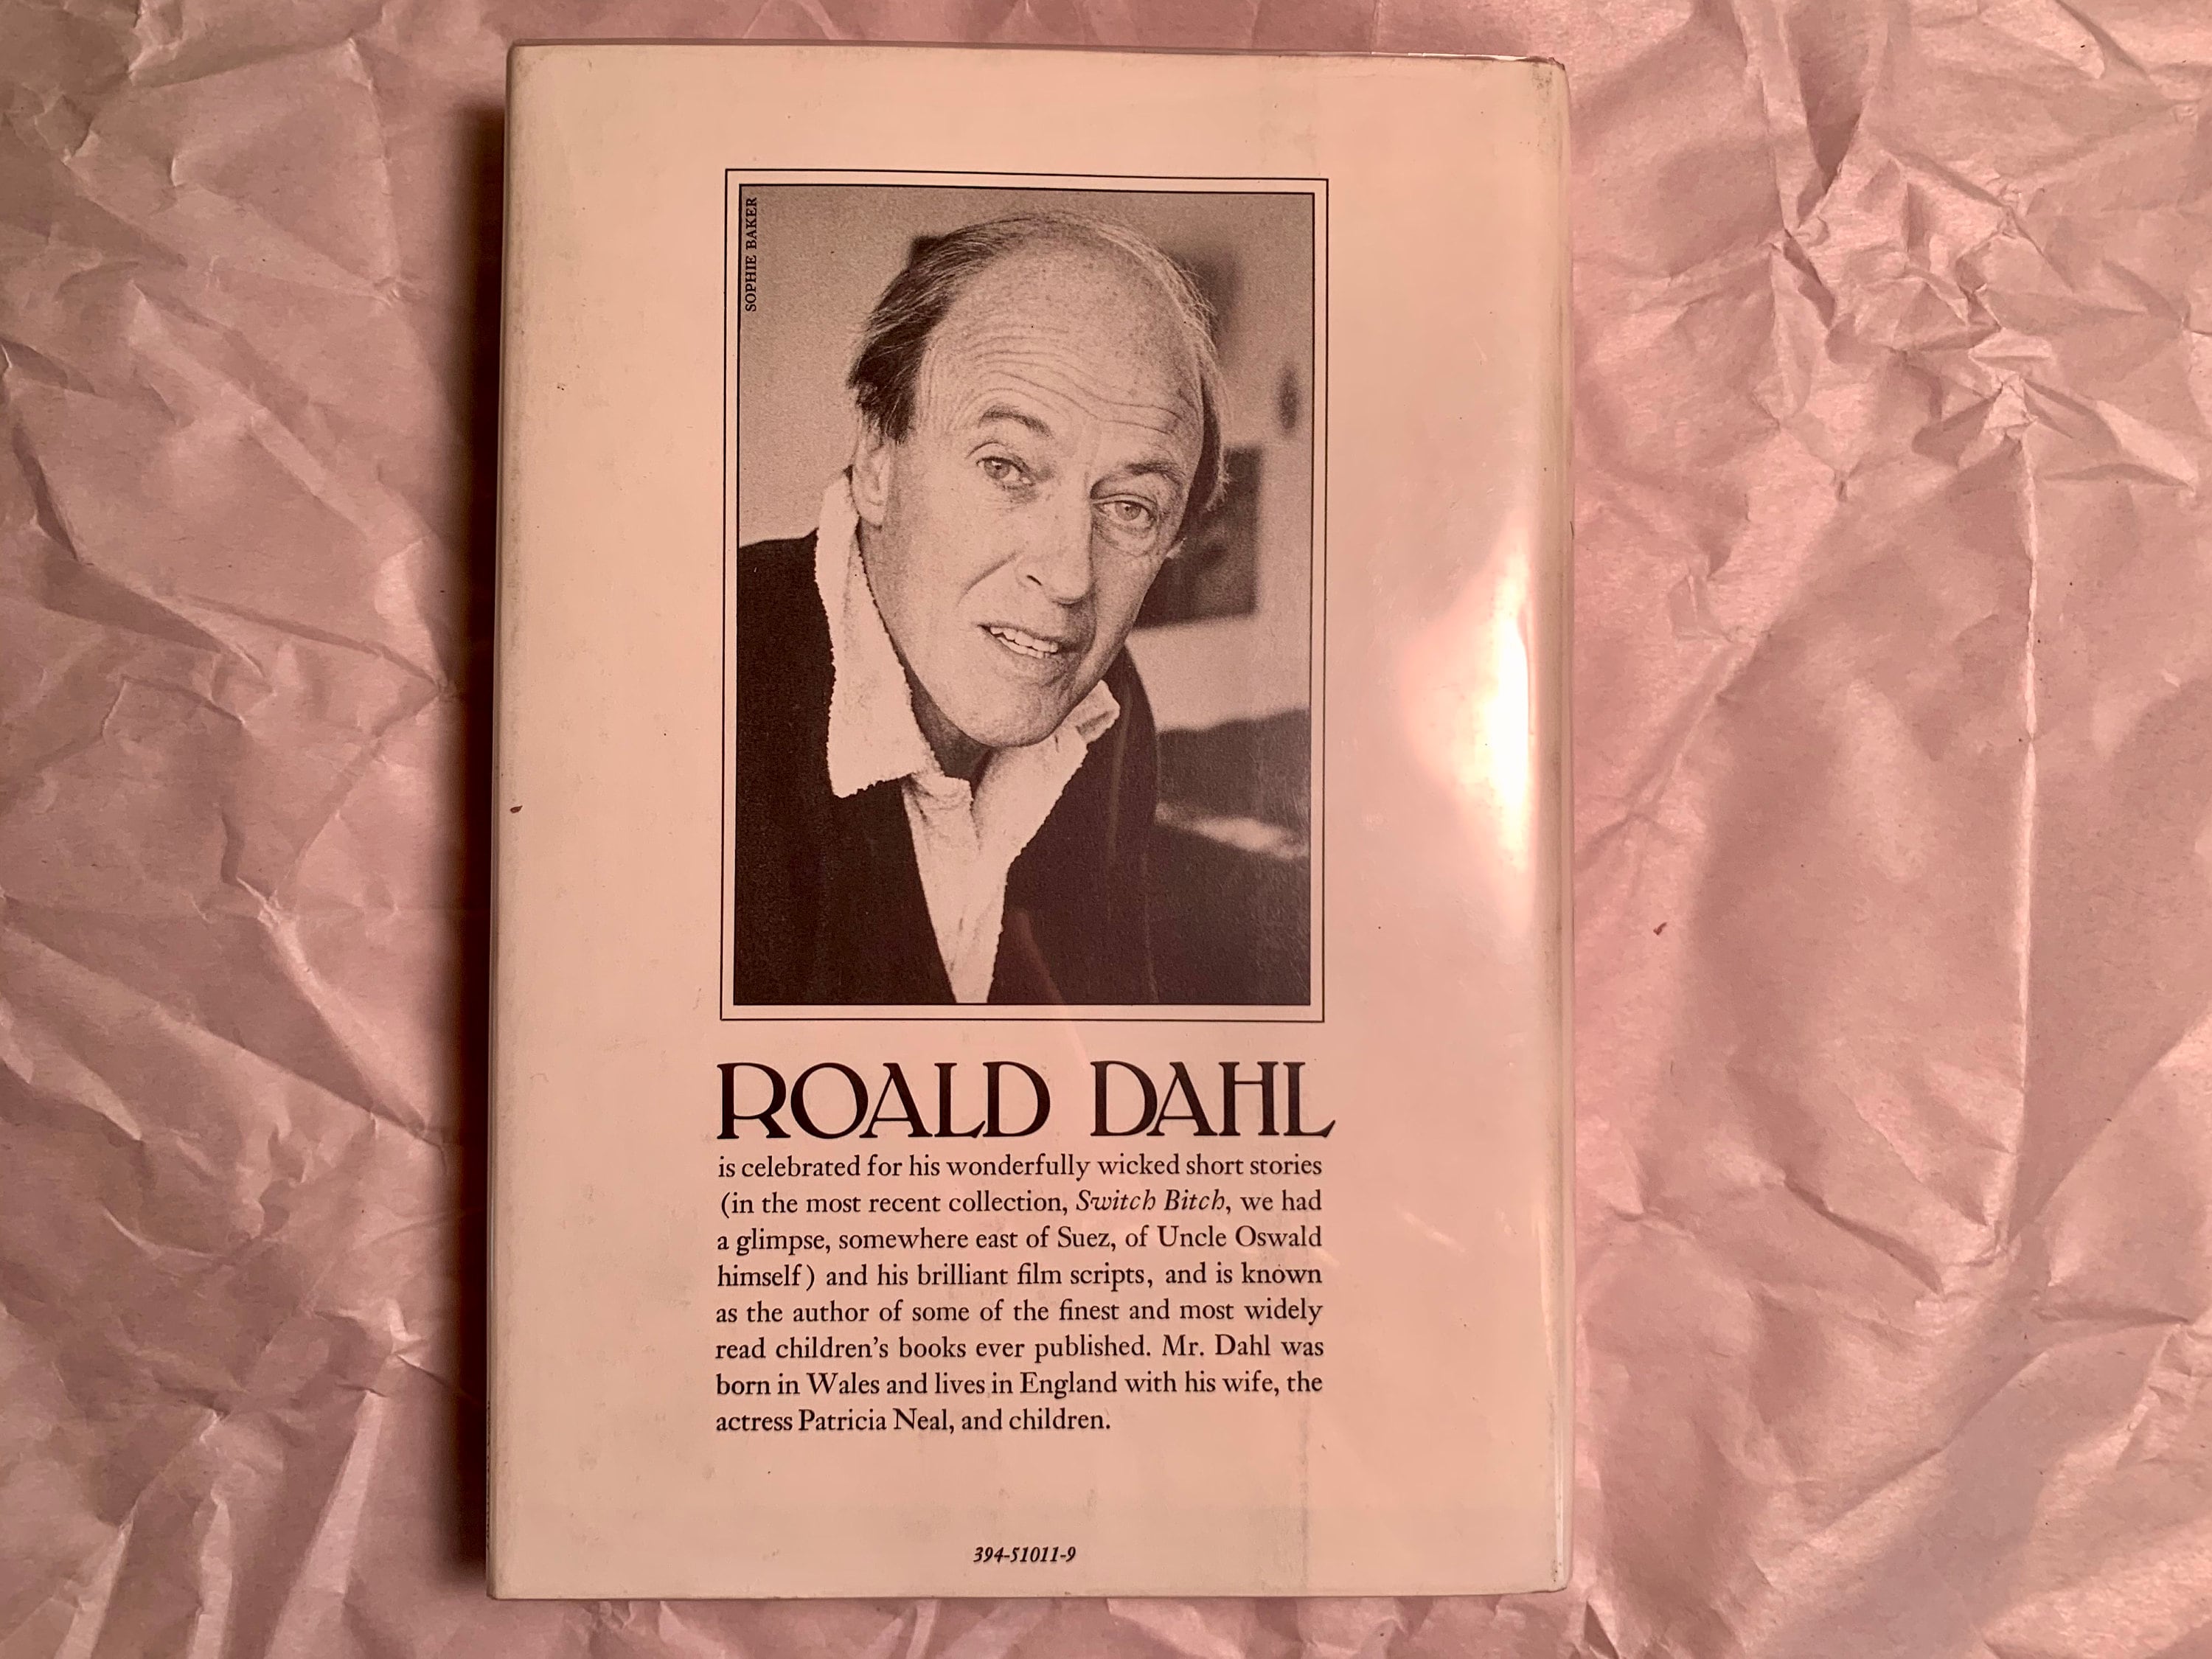 SOPHIE BAKER
ROALD DAHL
is celebrated for his wonderfully wicked short stories
(in the most recent collection, Switch Bitch, we had
a glimpse, somewhere east of Suez, of Uncle Oswald
himself) and his brilliant film scripts, and is known
as the author of some of the finest and most widely
read children's books ever published. Mr. Dahl was
born in Wales and lives in England with his wife, the
actress Patricia Neal, and children.
394-51011-9